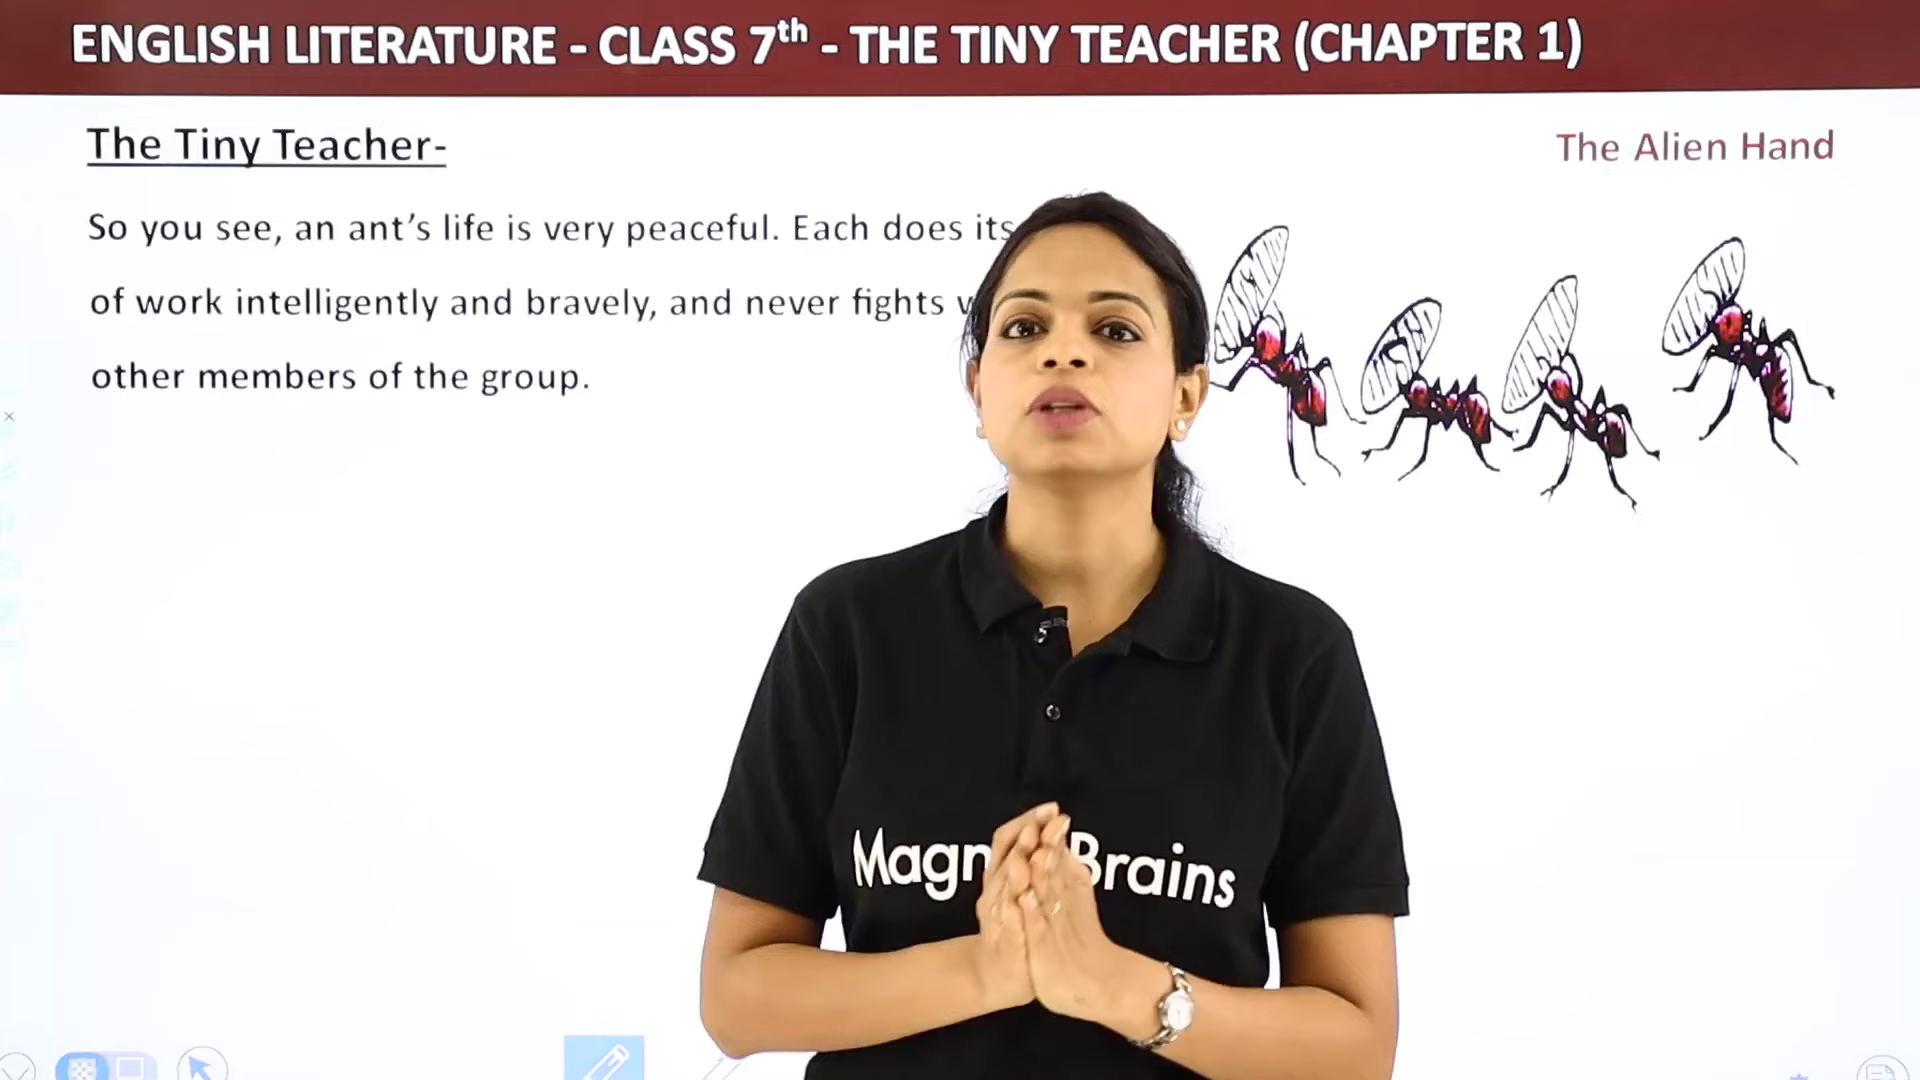 ENGLISH LITERATURE - CLASS 7th - THE TINY TEACHER (CHAPTER 1)
The Tiny Teacher-
The Alien Hand
So you see, an ant’s life is very peaceful. Each does its
of work intelligently and bravely, and never fights
other members of the group.
Magn Brains